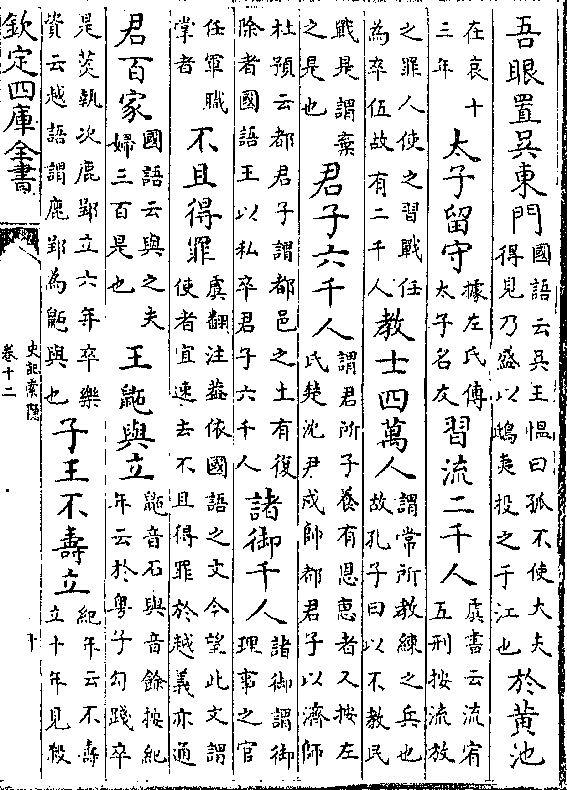 吾眼置吳東門國語云吳王慍曰孤不使大夫得見乃盛以鴟夷投之于江也於黃池
在哀十三年太子留守據左氏傳太子名友習流二千人虞書云流宥五刑按流放
之罪人使之習戰任為卒伍故有二千人教士四萬人謂常所教練之兵也故孔子曰以不教民
戰是謂棄之是也君子六千人謂君所子養有恩惠者又按左氏楚沈尹戌帥都君子以濟師
杜預云都君子謂都邑之士有復除者國語王以私卒君子六千人諸御千人諸御謂御理事之官
任軍職掌者不且得罪虞翻注葢依國語之文今望此文謂使者宜速去不且得罪於越義亦通
君百家國語云與之夫婦三百是也王鼫與立鼫音石與音餘按紀年云於粤子勾踐卒
是菼執次鹿郢立六年卒樂資云越語謂鹿郢為鼫與也子王不壽立紀年云不壽立十年見殺
欽定四庫全書
史記索隱
卷十二
十